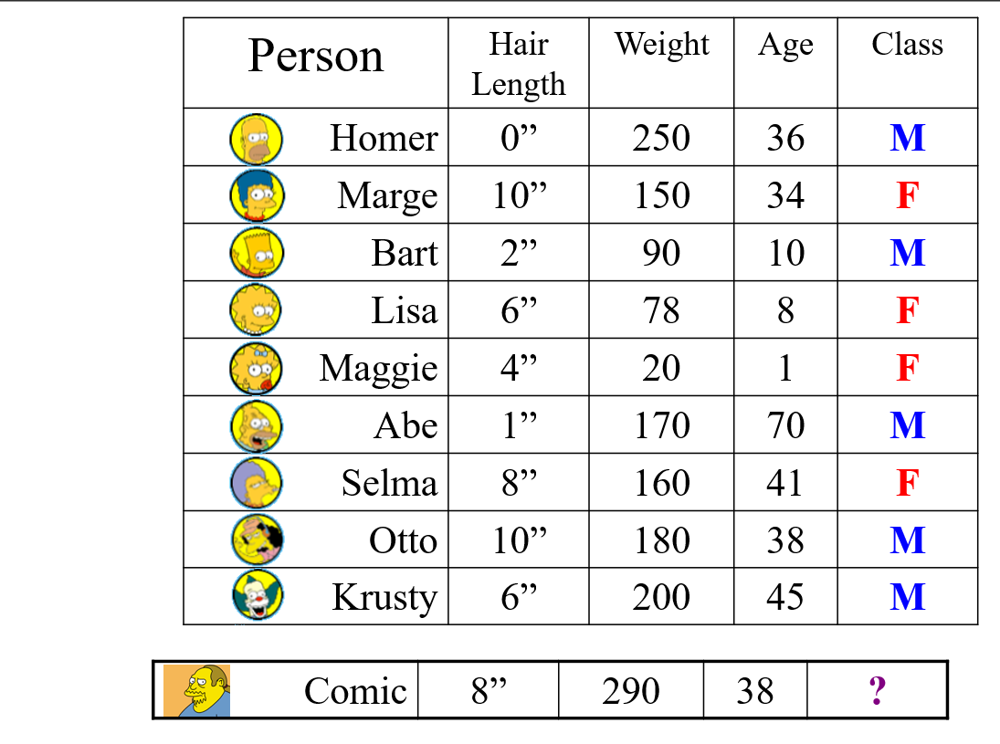 Person Hair Length Weight Age Class
Homer 0” 250 36 M
Marge 10” 150 34 F
Bart 2” 90 10 M
Lisa 6” 78 8 F
Maggie 4” 20 1 F
Abe 1” 170 70 M
Selma 8” 160 41 F
Otto 10” 180 38 M
Krusty 6” 200 45 M
Comic 8” 290 38 ?